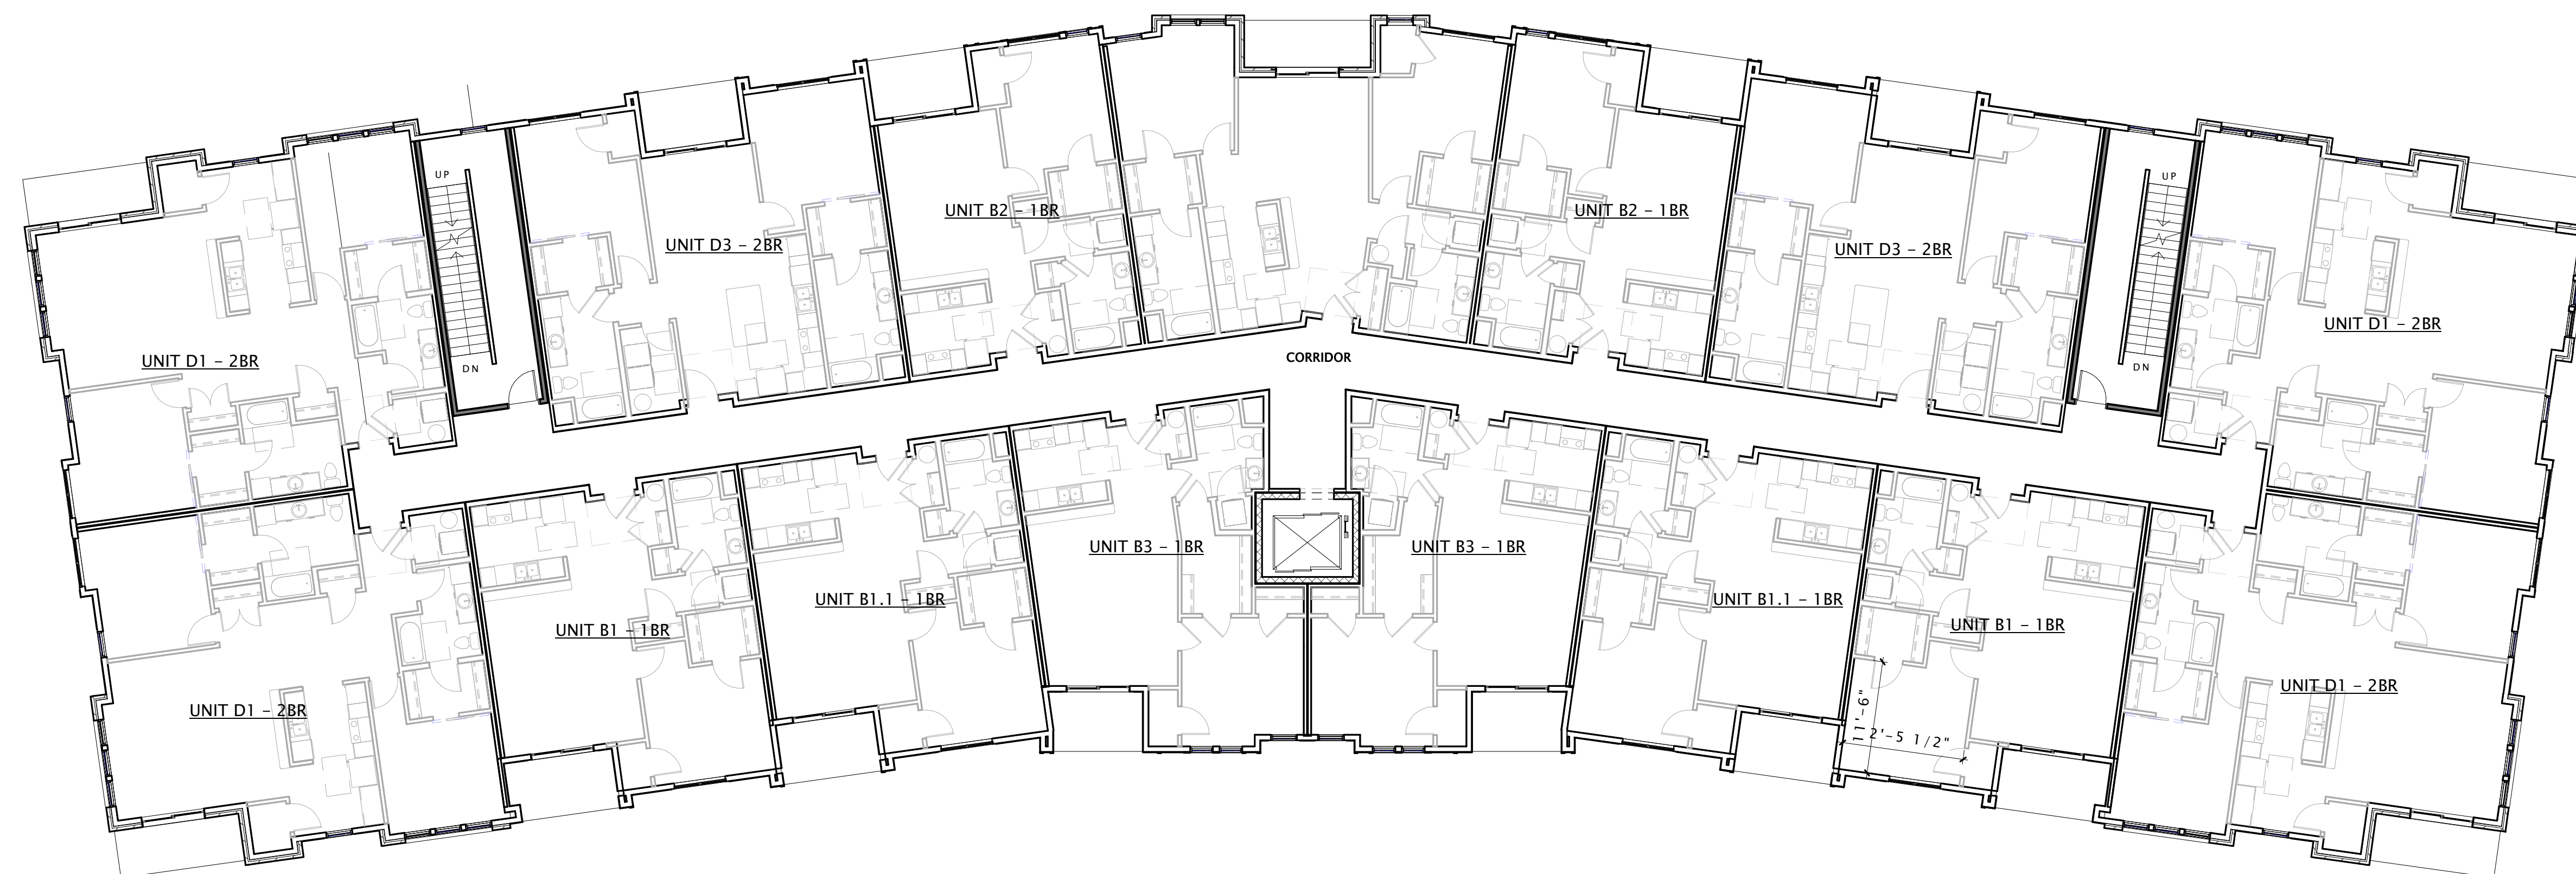 UP
UP
UNIT B2 – 1BR
UNIT B2 – 1BR
UNIT D3 – 2BR
UNIT D3 – 2BR
UNIT D1 – 2BR
UNIT D1 – 2BR
CORRIDOR
DN
DN
UNIT B3 – 1BR
UNIT B3 – 1BR
UNIT B1.1 – 1BR
UNIT B1.1 – 1BR
UNIT B1 – 1BR
UNIT B1 – 1BR
UNIT D1 – 2BR
UNIT D1 – 2BR
11'–6"
12'–5 1/2"